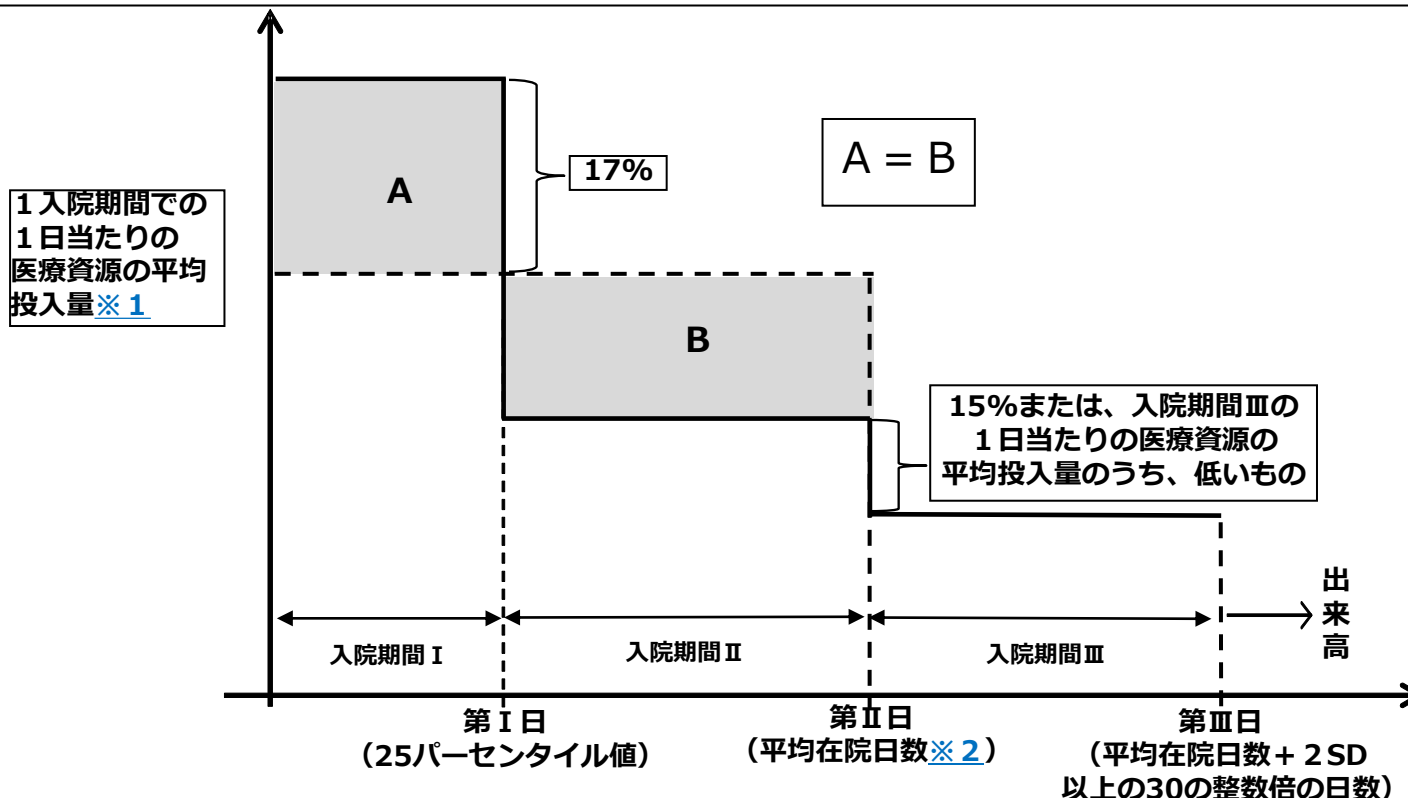 17%
A = B
A
１入院期間での
１日当たりの
医療資源の平均
投入量※１
B
15%または、入院期間Ⅲの
１日当たりの医療資源の
平均投入量のうち、低いもの
出
来
高
入院期間Ⅰ
入院期間Ⅱ
入院期間Ⅲ
第Ⅰ日
（25パーセンタイル値）
第Ⅱ日
（平均在院日数※２）
第Ⅲ日
（平均在院日数＋２SD
以上の30の整数倍の日数）